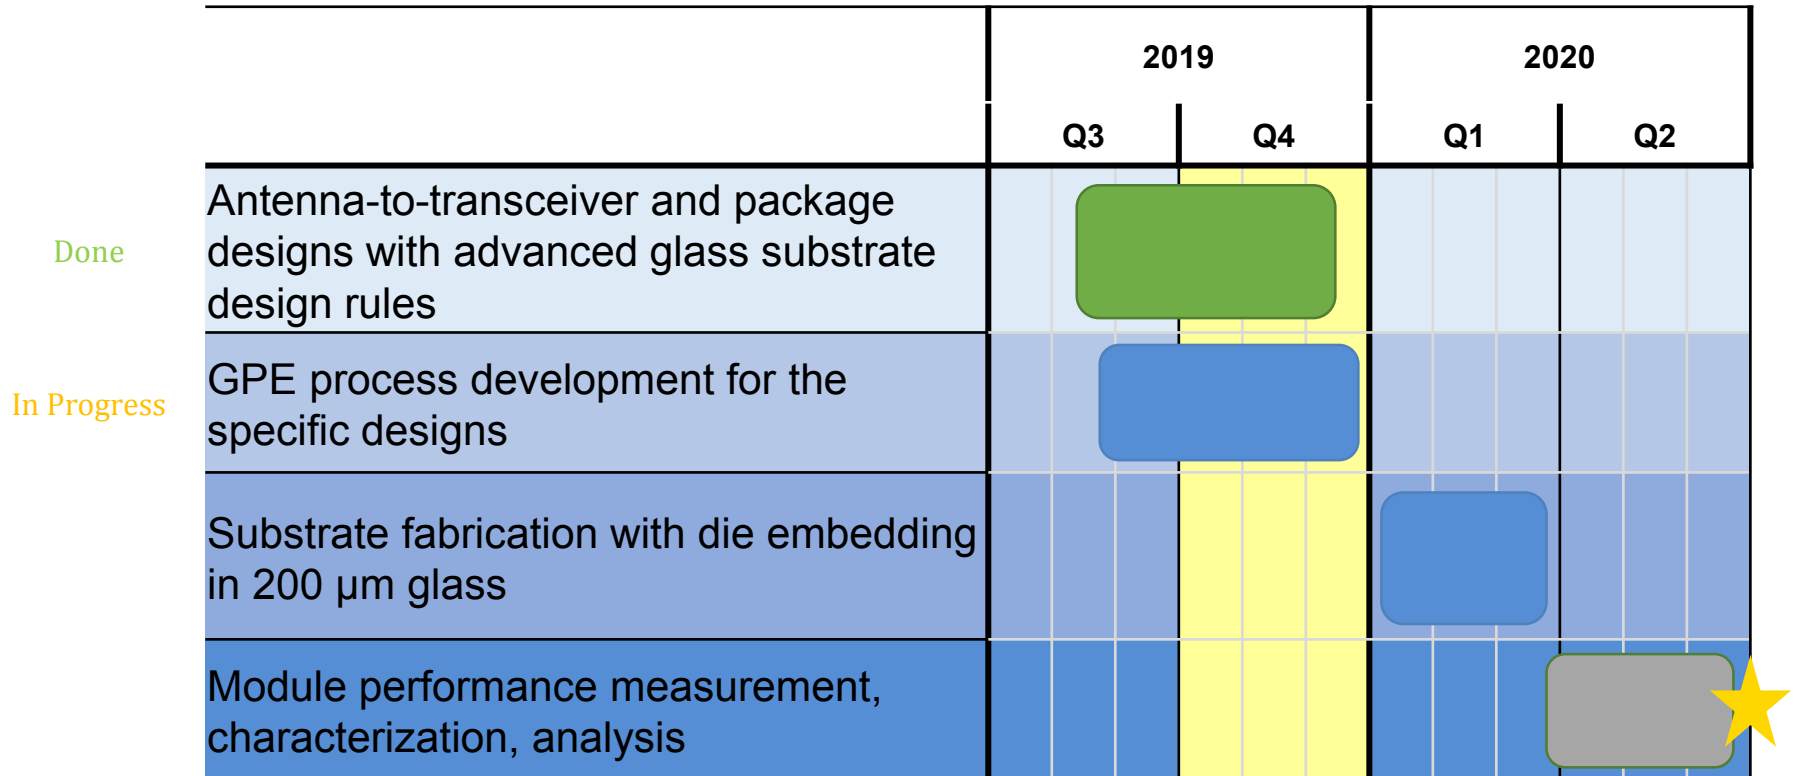 2019
2020
Q3
Q4
Q1
Q2
Done
Antenna-to-transceiver and package
designs with advanced glass substrate
design rules
In Progress
GPE process development for the
specific designs
Substrate fabrication with die embedding
in 200 µm glass
Module performance measurement,
characterization, analysis